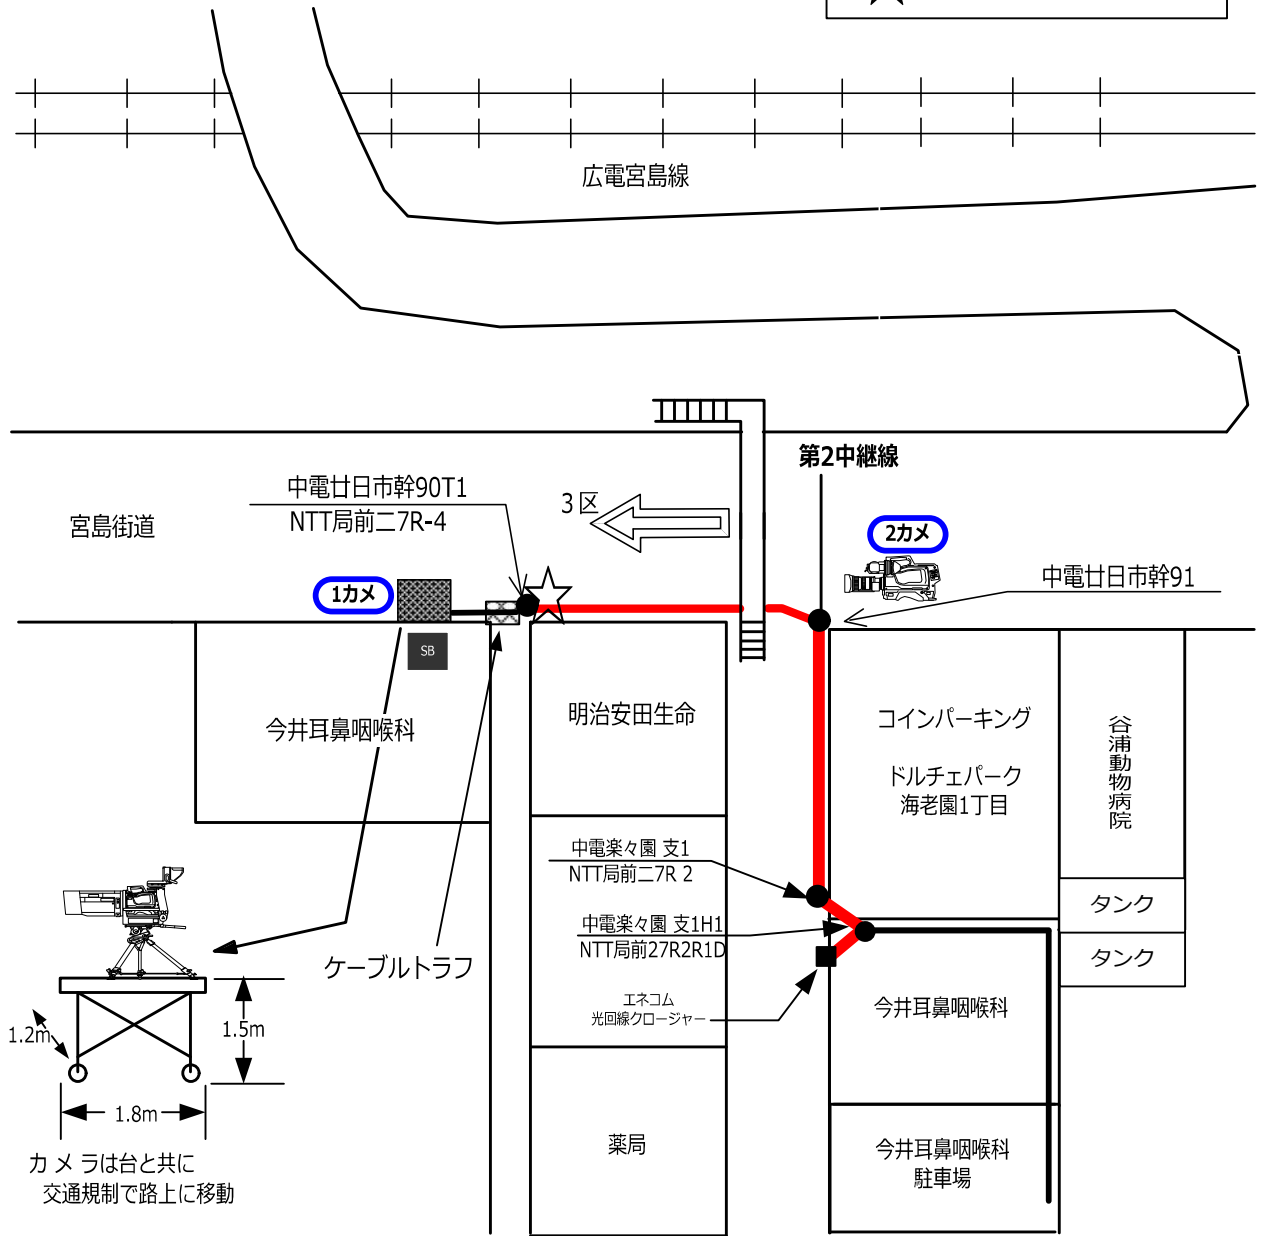 広電宮島線
第2中継線
中電廿日市幹90T1
NTT局前二7R-4
3区
宮島街道
2カメ
1カメ
中電廿日市幹91
SB
今井耳鼻咽喉科
明治安田生命
コインパーキング
ドルチェパーク
海老園1丁目
谷浦動物病院
中電楽々園 支1
NTT局前二7R 2
タンク
中電楽々園 支1H1
NTT局前27R2R1D
タンク
ケーブルトラフ
エネコム
光回線クロージャー
今井耳鼻咽喉科
1.2m
1.5m
1.8m
薬局
今井耳鼻咽喉科
駐車場
カメラは台と共に
交通規制で路上に移動